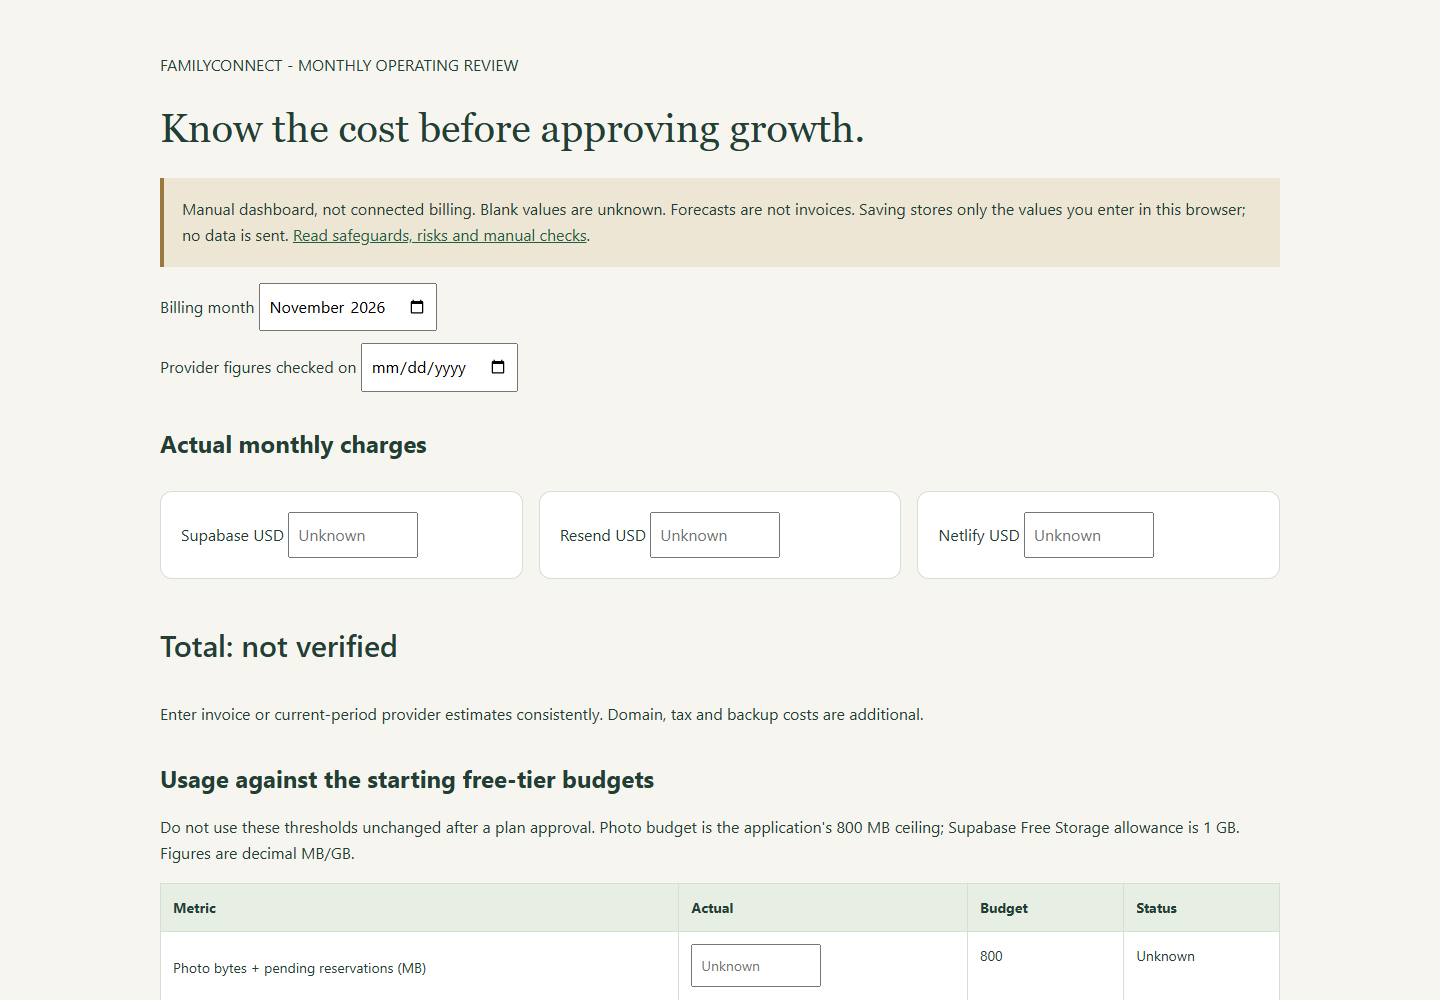 FAMILYCONNECT - MONTHLY OPERATING REVIEW
Know the cost before approving growth.
Manual dashboard, not connected billing. Blank values are unknown. Forecasts are not invoices. Saving stores only the values you enter in this browser;
no data is sent. Read safeguards, risks and manual checks.
Billing month November 2026
Provider figures checked on mm/dd/yyyy
Actual monthly charges
Supabase USD Unknown
Resend USD Unknown
Netlify USD Unknown
Total: not verified
Enter invoice or current-period provider estimates consistently. Domain, tax and backup costs are additional.
Usage against the starting free-tier budgets
Do not use these thresholds unchanged after a plan approval. Photo budget is the application's 800 MB ceiling; Supabase Free Storage allowance is 1 GB.
Figures are decimal MB/GB.
Metric Actual Budget Status
Photo bytes + pending reservations (MB) Unknown 800 Unknown